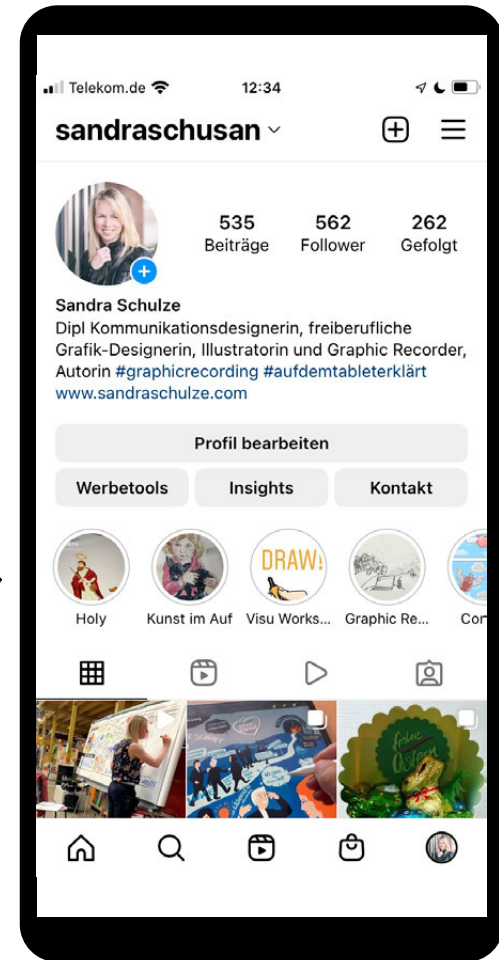 Telekom.de
12:34
sandraschusan
535 562 262
Beiträge Follower Gefolgt
Sandra Schulze
Dipl Kommunikationsdesignerin, freiberufliche
Grafik-Designerin, Illustratorin und Graphic Recorder,
Autorin #graphicrecording #aufdemtableterklärt
www.sandraschulze.com
Profil bearbeiten
Werbetools Insights Kontakt
DRAW!
Holy Kunst im Auf Visu Works... Graphic Re... Cor
frohe
Ostern